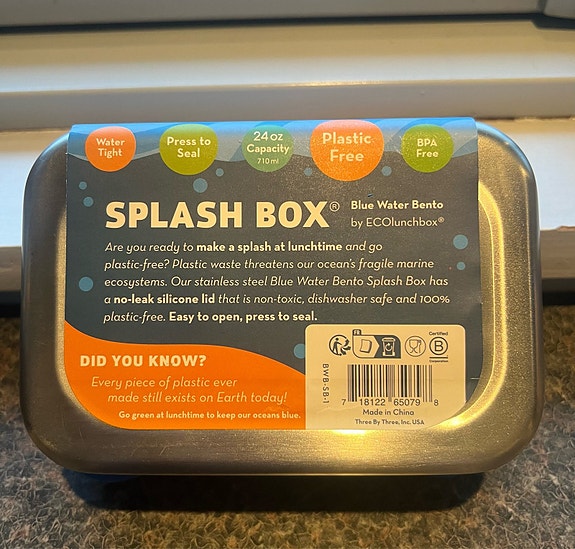 Water
Tight
Press to
Seal
24 oz
Capacity
710 ml
Plastic
Free
BPA
Free
SPLASH BOX® Blue Water Bento
by ECOlunchbox®
Are you ready to make a splash at lunchtime and go
plastic-free? Plastic waste threatens our ocean's fragile marine
ecosystems. Our stainless steel Blue Water Bento Splash Box has
a no-leak silicone lid that is non-toxic, dishwasher safe and 100%
plastic-free. Easy to open, press to seal.
DID YOU KNOW?
Every piece of plastic ever
made still exists on Earth today!
Go green at lunchtime to keep our oceans blue.
FR
Certified
B
Corporation
BWB-SB-1
7 18122 65079 8
Made in China
Three By Three, Inc. USA